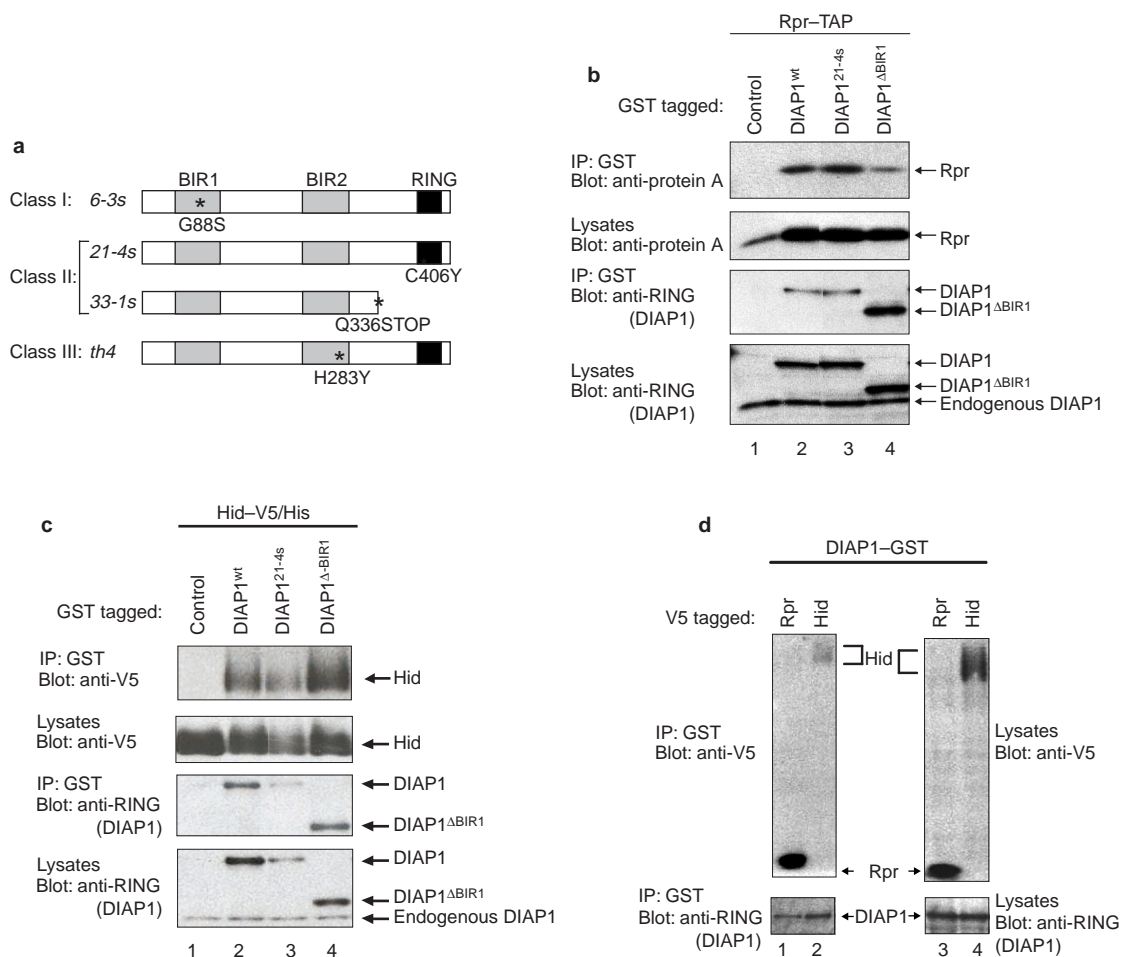 a
BIR1 BIR2 RING
Class I: 6-3s
*
G88S
21-4s
C406Y
Class II:
33-1s
*
Q336STOP
Class III: th4
*
H283Y
b
Rpr–TAP
GST tagged:
Control
DIAP1wt
DIAP121-4s
DIAP1ΔBIR1
IP: GST
Blot: anti-protein A
Rpr
Lysates
Blot: anti-protein A
Rpr
IP: GST
Blot: anti-RING
(DIAP1)
DIAP1
DIAP1ΔBIR1
Lysates
Blot: anti-RING
(DIAP1)
DIAP1
DIAP1ΔBIR1
Endogenous DIAP1
1 2 3 4
c
Hid–V5/His
GST tagged:
Control
DIAP1wt
DIAP121-4s
DIAP1Δ-BIR1
IP: GST
Blot: anti-V5
Hid
Lysates
Blot: anti-V5
Hid
IP: GST
Blot: anti-RING
(DIAP1)
DIAP1
DIAP1ΔBIR1
Lysates
Blot: anti-RING
(DIAP1)
DIAP1
DIAP1ΔBIR1
Endogenous DIAP1
1 2 3 4
d
DIAP1–GST
V5 tagged:
Rpr
Hid
Rpr
Hid
Hid
IP: GST
Blot: anti-V5
Lysates
Blot: anti-V5
Rpr
IP: GST
Blot: anti-RING
(DIAP1)
DIAP1
Lysates
Blot: anti-RING
(DIAP1)
1 2 3 4